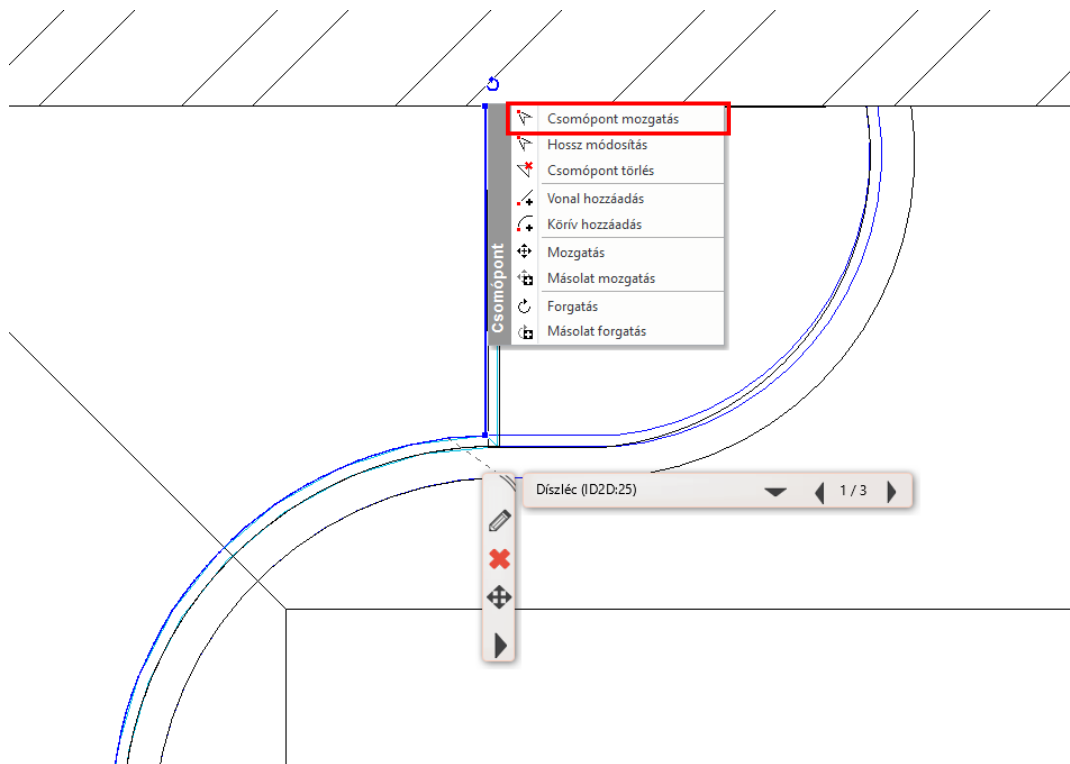 Csomópont mozgatás
Hossz módosítás
Csomópont törlés
Vonal hozzáadás
Körív hozzáadás
Mozgatás
Másolat mozgatás
Forgatás
Másolat forgatás
Csomópont
Díszléc (ID2D:25)
1 / 3